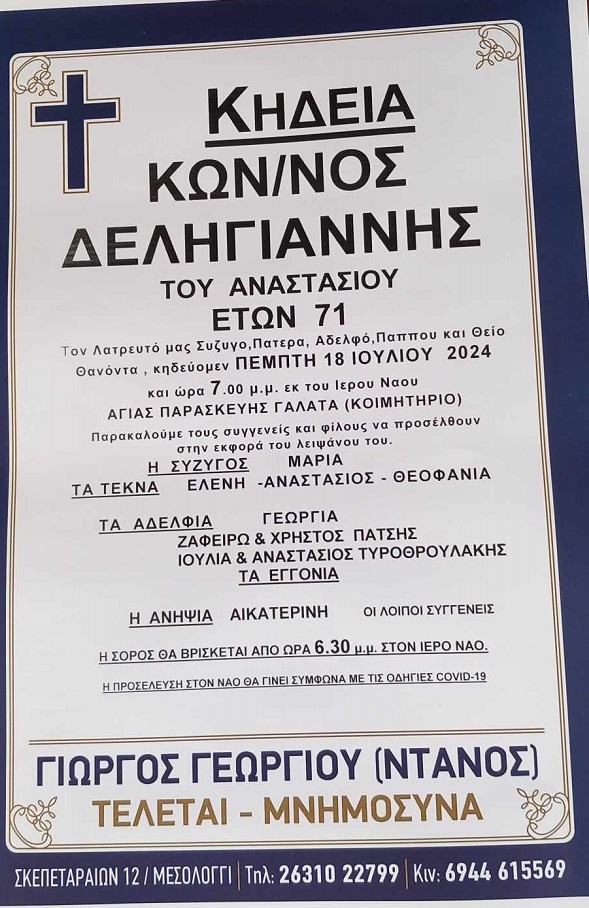 ΚΗΔΕΙΑ
ΚΩΝ/ΝΟΣ
ΔΕΛΗΓΙΑΝΝΗΣ
ΤΟΥ ΑΝΑΣΤΑΣΙΟΥ
ΕΤΩΝ 71
Τον Λατρευτό μας Συζυγο,Πατερα, Αδελφό,Παππου και Θείο
Θανόντα , κηδεύομεν ΠΕΜΠΤΗ 18 ΙΟΥΛΙΟΥ 2024
και ώρα 7.00 μ.μ. εκ του Ιερου Ναου
ΑΓΙΑΣ ΠΑΡΑΣΚΕΥΗΣ ΓΑΛΑΤΑ (ΚΟΙΜΗΤΗΡΙΟ)
Παρακαλούμε τους συγγενείς και φίλους να προσέλθουν
στην εκφορά του λειψάνου του.
Η ΣΥΖΥΓΟΣ ΜΑΡΙΑ
ΤΑ ΤΕΚΝΑ ΕΛΕΝΗ -ΑΝΑΣΤΑΣΙΟΣ - ΘΕΟΦΑΝΙΑ
ΤΑ ΑΔΕΛΦΙΑ ΓΕΩΡΓΙΑ
ΖΑΦΕΙΡΩ & ΧΡΗΣΤΟΣ ΠΑΤΣΗΣ
ΙΟΥΛΙΑ & ΑΝΑΣΤΑΣΙΟΣ ΤΥΡΟΘΡΟΥΛΑΚΗΣ
ΤΑ ΕΓΓΟΝΙΑ
Η ΑΝΗΨΙΑ ΑΙΚΑΤΕΡΙΝΗ ΟΙ ΛΟΙΠΟΙ ΣΥΓΓΕΝΕΙΣ
Η ΣΟΡΟΣ ΘΑ ΒΡΙΣΚΕΤΑΙ ΑΠΟ ΩΡΑ 6.30 μ.μ. ΣΤΟΝ ΙΕΡΟ ΝΑΟ.
Η ΠΡΟΣΕΛΕΥΣΗ ΣΤΟΝ ΝΑΟ ΘΑ ΓΙΝΕΙ ΣΥΜΦΩΝΑ ΜΕ ΤΙΣ ΟΔΗΓΙΕΣ COVID-19
ΓΙΩΡΓΟΣ ΓΕΩΡΓΙΟΥ (ΝΤΑΝΟΣ)
ΤΕΛΕΤΑΙ - ΜΝΗΜΟΣΥΝΑ
ΣΚΕΠΕΤΑΡΑΙΩΝ 12 / ΜΕΣΟΛΟΓΓΙ | Τηλ: 26310 22799 | Κιν: 6944 615569